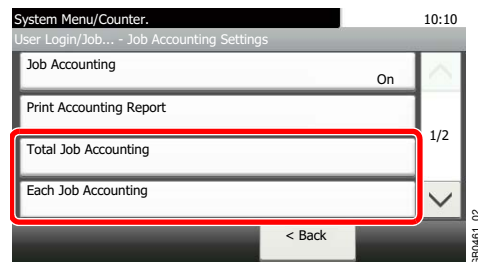 System Menu/Counter.
10:10
User Login/Job... - Job Accounting Settings
Job Accounting
On
Print Accounting Report
1/2
Total Job Accounting
Each Job Accounting
< Back
GB0461_02